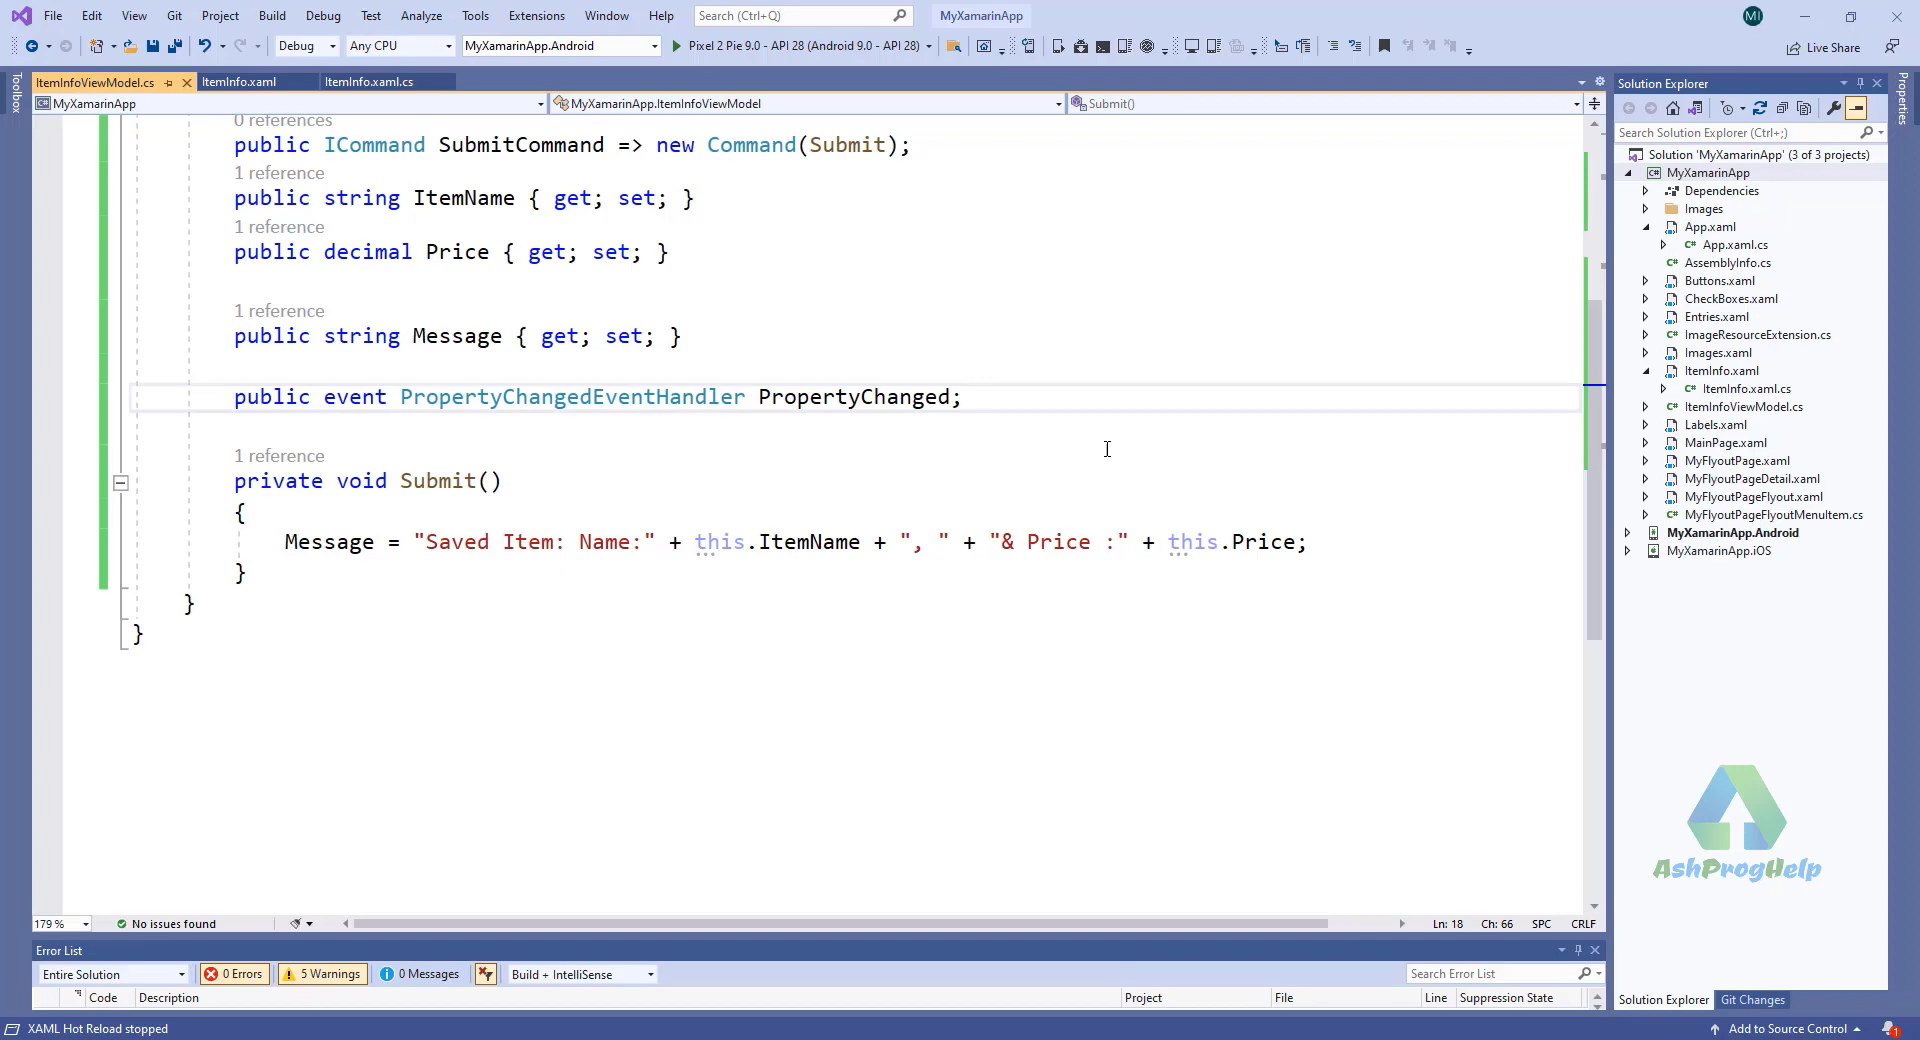 File Edit View Git Project Build Debug Test Analyze Tools Extensions Window Help Search (Ctrl+Q) MyXamarinApp MI
Debug Any CPU MyXamarinApp.Android Pixel 2 Pie 9.0 - API 28 (Android 9.0 - API 28) Live Share
Toolbox
ItemInfoViewModel.cs ItemInfo.xaml ItemInfo.xaml.cs
MyXamarinApp MyXamarinApp.ItemInfoViewModel Submit()
0 references
public ICommand SubmitCommand => new Command(Submit);
1 reference
public string ItemName { get; set; }
1 reference
public decimal Price { get; set; }
1 reference
public string Message { get; set; }
public event PropertyChangedEventHandler PropertyChanged;
1 reference
private void Submit()
{
Message = "Saved Item: Name:" + this.ItemName + ", " + "& Price :" + this.Price;
}
}
}
179 % No issues found Ln: 18 Ch: 66 SPC CRLF
Error List
Entire Solution 0 Errors 5 Warnings 0 Messages Build + IntelliSense Search Error List
Code Description Project File Line Suppression State
Solution Explorer
Search Solution Explorer (Ctrl+;)
Solution 'MyXamarinApp' (3 of 3 projects)
MyXamarinApp
Dependencies
Images
App.xaml
App.xaml.cs
AssemblyInfo.cs
Buttons.xaml
CheckBoxes.xaml
Entries.xaml
ImageResourceExtension.cs
Images.xaml
ItemInfo.xaml
ItemInfo.xaml.cs
ItemInfoViewModel.cs
Labels.xaml
MainPage.xaml
MyFlyoutPage.xaml
MyFlyoutPageDetail.xaml
MyFlyoutPageFlyout.xaml
MyFlyoutPageFlyoutMenuItem.cs
MyXamarinApp.Android
MyXamarinApp.iOS
AshProgHelp
Solution Explorer Git Changes
Properties
XAML Hot Reload stopped Add to Source Control 1